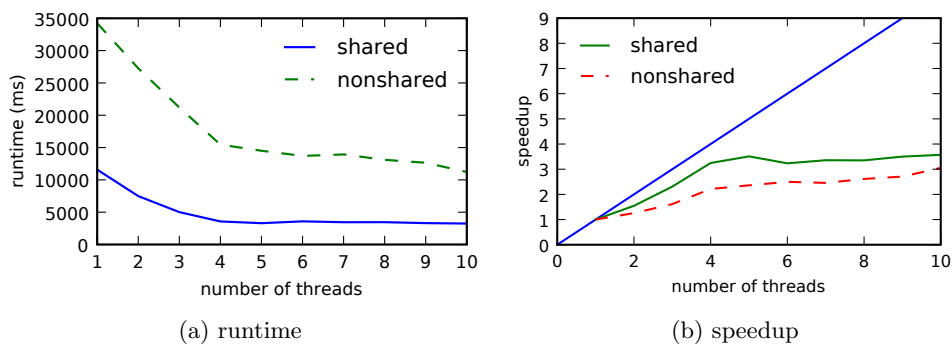 35000
30000
25000
20000
15000
10000
5000
0
runtime (ms)
shared
nonshared
1 2 3 4 5 6 7 8 9 10
number of threads
(a) runtime
9
8
7
6
5
4
3
2
1
0
speedup
shared
nonshared
0 2 4 6 8 10
number of threads
(b) speedup